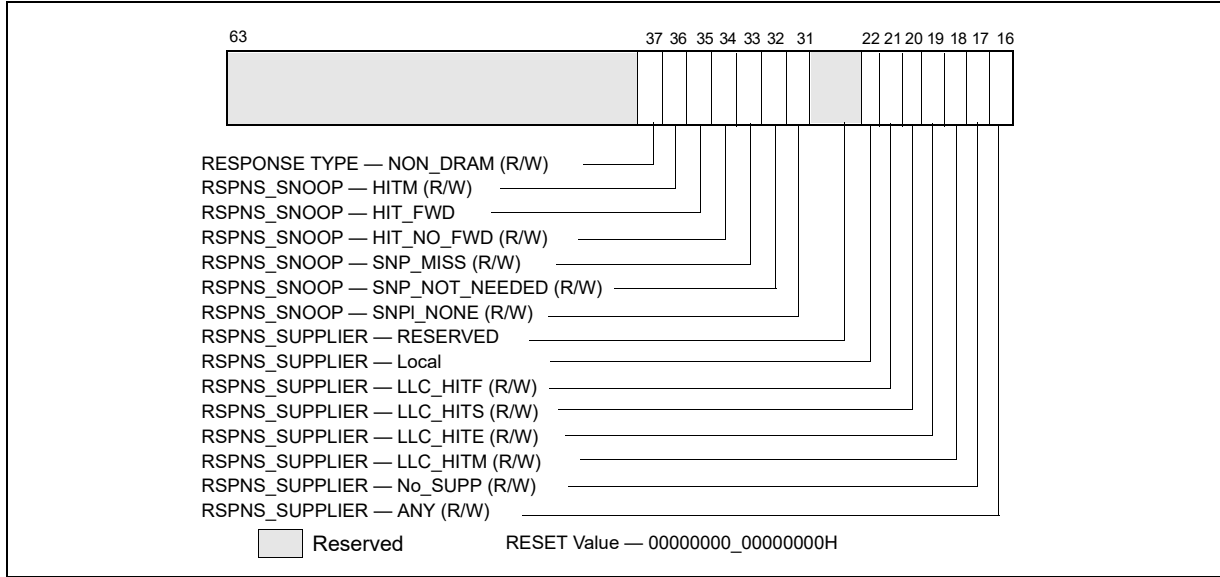 63 37 36 35 34 33 32 31 22 21 20 19 18 17 16
RESPONSE TYPE — NON_DRAM (R/W)
RSPNS_SNOOP — HITM (R/W)
RSPNS_SNOOP — HIT_FWD
RSPNS_SNOOP — HIT_NO_FWD (R/W)
RSPNS_SNOOP — SNP_MISS (R/W)
RSPNS_SNOOP — SNP_NOT_NEEDED (R/W)
RSPNS_SNOOP — SNPl_NONE (R/W)
RSPNS_SUPPLIER — RESERVED
RSPNS_SUPPLIER — Local
RSPNS_SUPPLIER — LLC_HITF (R/W)
RSPNS_SUPPLIER — LLC_HITS (R/W)
RSPNS_SUPPLIER — LLC_HITE (R/W)
RSPNS_SUPPLIER — LLC_HITM (R/W)
RSPNS_SUPPLIER — No_SUPP (R/W)
RSPNS_SUPPLIER — ANY (R/W)
Reserved RESET Value — 00000000_00000000H